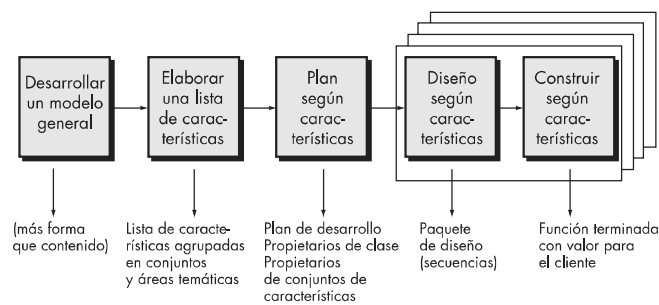 Desarrollar
un modelo
general
Elaborar
una lista
de carac-
terísticas
Plan
según
carac-
terísticas
Diseño
según
carac-
terísticas
Construir
según
carac-
terísticas
(más forma
que contenido)
Lista de caracte-
rísticas agrupadas
en conjuntos
y áreas temáticas
Plan de desarrollo
Propietarios de clase
Propietarios
de conjuntos de
características
Paquete
de diseño
(secuencias)
Función terminada
con valor para
el cliente